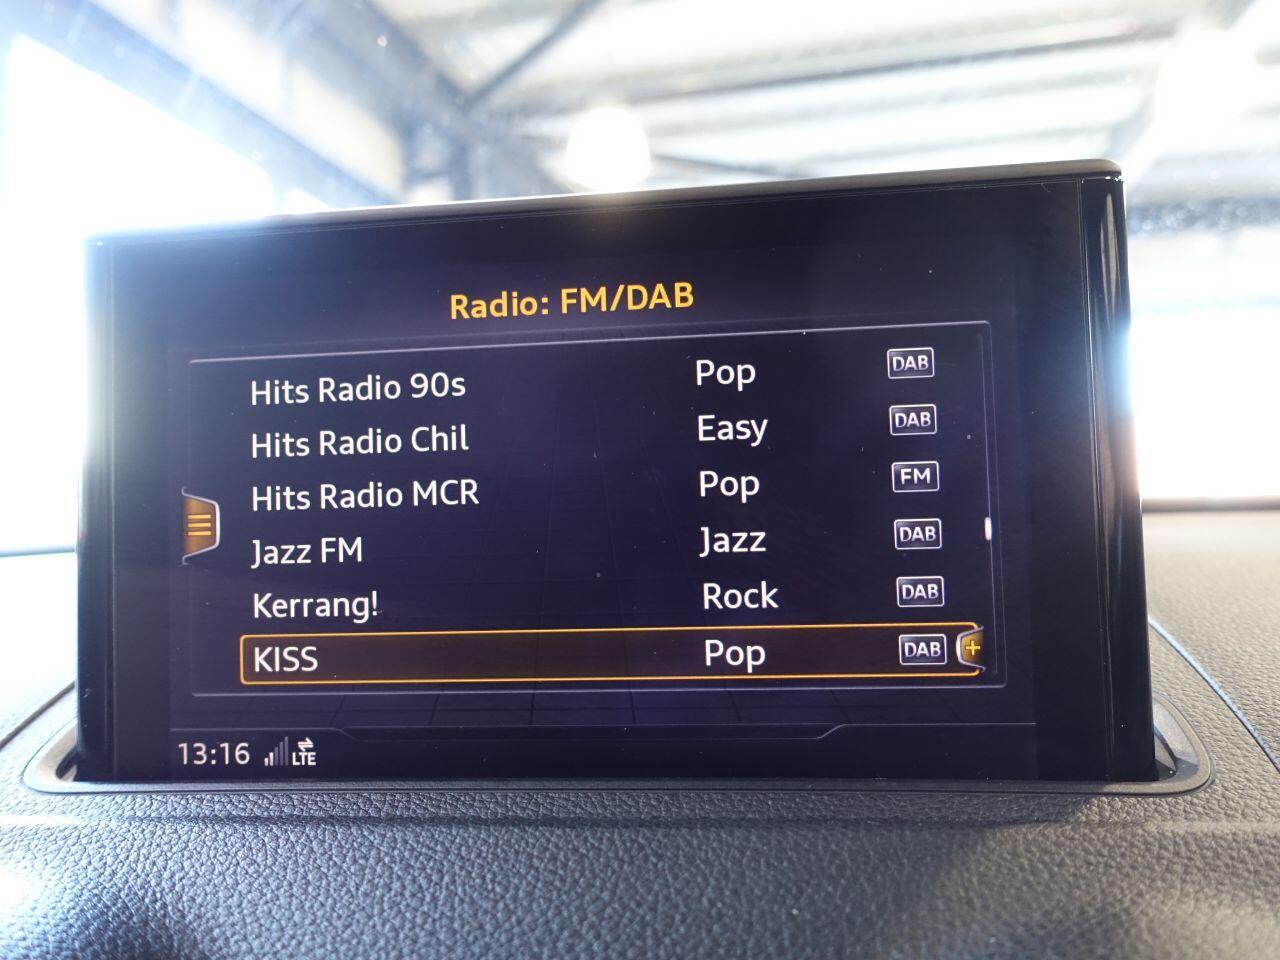 Radio: FM/DAB
Hits Radio 90s Pop DAB
Hits Radio Chil Easy DAB
Hits Radio MCR Pop FM
Jazz FM Jazz DAB
Kerrang! Rock DAB
KISS Pop DAB +
13:16 LTE